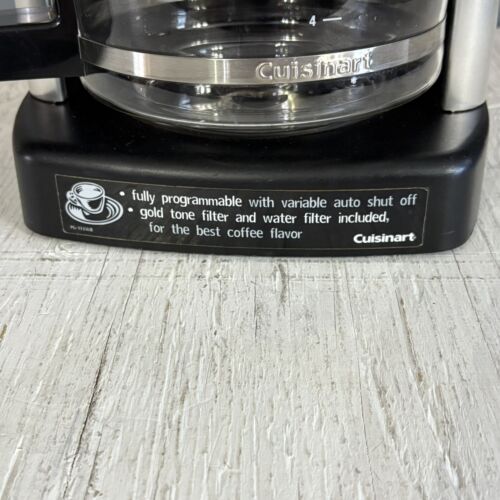 4
Cuisinart
• fully programmable with variable auto shut off
• gold tone filter and water filter included,
for the best coffee flavor
Cuisinart